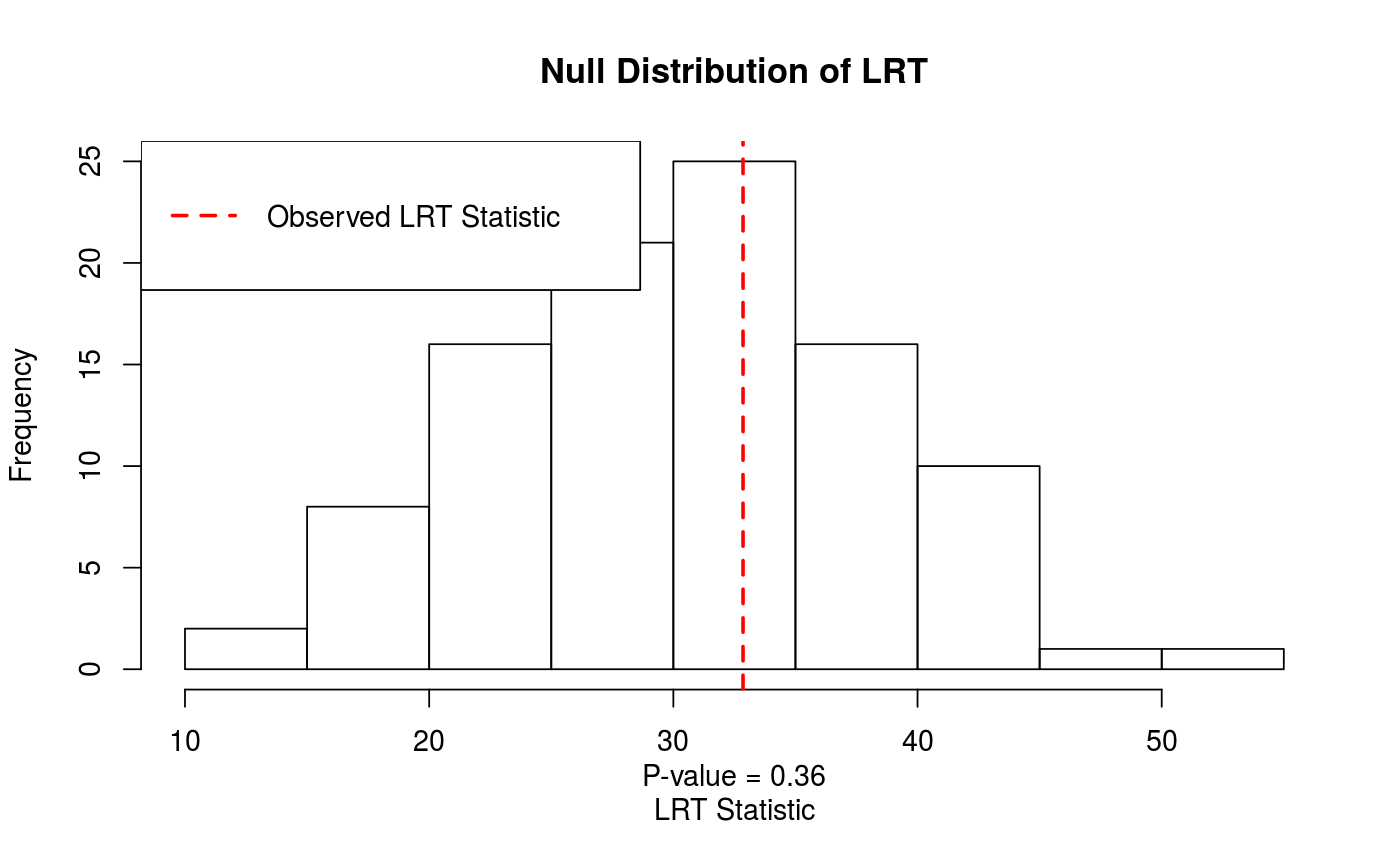 Null Distribution of LRT
Observed LRT Statistic
Frequency
25
20
15
10
5
0
10 20 30 40 50
P-value = 0.36
LRT Statistic